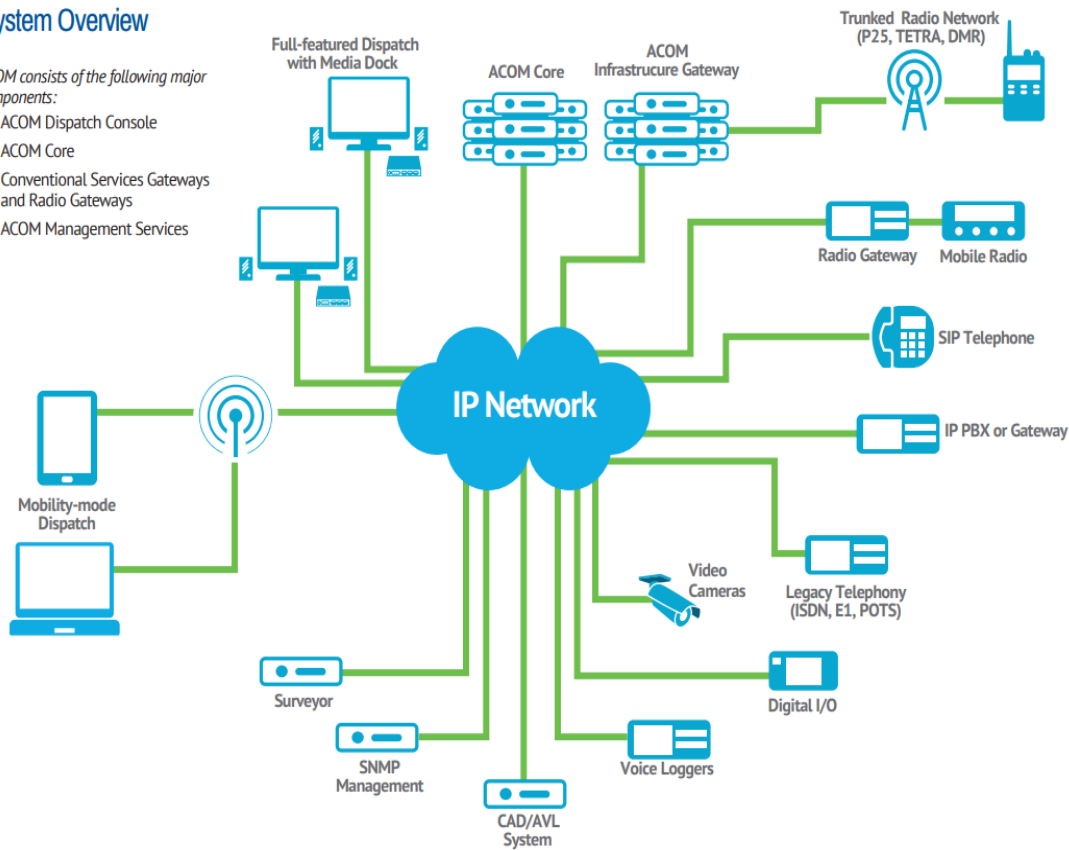 ystem Overview
OM consists of the following major
mponents:
ACOM Dispatch Console
ACOM Core
Conventional Services Gateways
and Radio Gateways
ACOM Management Services
Full-featured Dispatch
with Media Dock
ACOM Core
ACOM
Infrastrucure Gateway
Trunked Radio Network
(P25, TETRA, DMR)
Radio Gateway
Mobile Radio
SIP Telephone
IP Network
IP PBX or Gateway
Mobility-mode
Dispatch
Video
Cameras
Legacy Telephony
(ISDN, E1, POTS)
Surveyor
Digital I/O
SNMP
Management
Voice Loggers
CAD/AVL
System